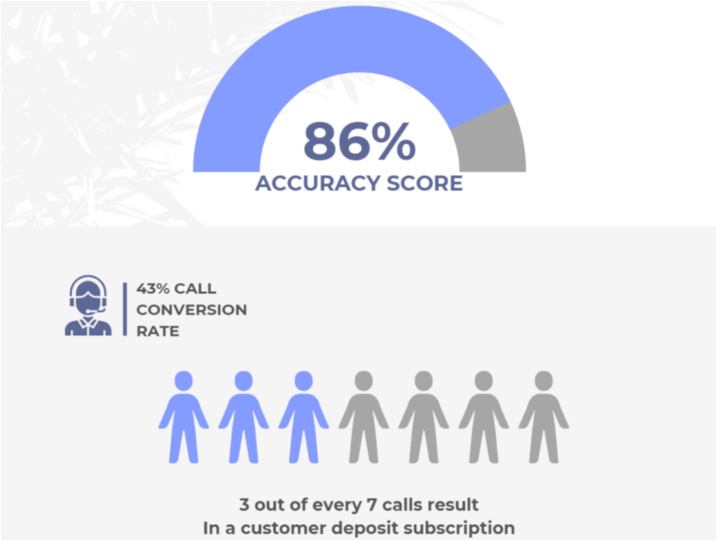 86%
ACCURACY SCORE
43% CALL
CONVERSION
RATE
3 out of every 7 calls result
In a customer deposit subscription